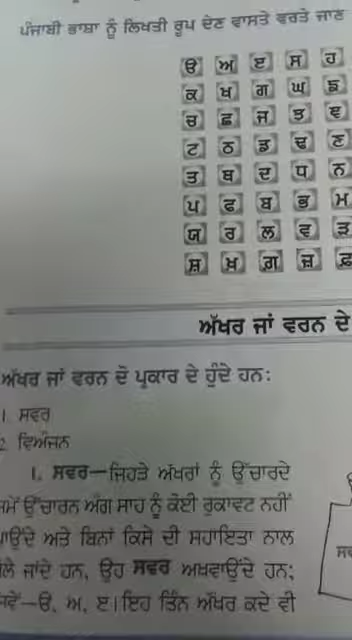 ਪੰਜਾਬੀ ਭਾਸ਼ਾ ਨੂੰ ਲਿਖਤੀ ਰੂਪ ਦੇਣ ਵਾਸਤੇ ਵਰਤੇ ਜਾਣ
ੳ ਅ ੲ ਸ ਹ
ਕ ਖ ਗ ਘ ਙ
ਚ ਛ ਜ ਝ ਞ
ਟ ਠ ਡ ਢ ਣ
ਤ ਥ ਦ ਧ ਨ
ਪ ਫ ਬ ਭ ਮ
ਯ ਰ ਲ ਵ ੜ
ਸ਼ ਖ਼ ਗ਼ ਜ਼ ਫ਼
ਅੱਖਰ ਜਾਂ ਵਰਨ ਦੇ
ਅੱਖਰ ਜਾਂ ਵਰਨ ਦੋ ਪ੍ਰਕਾਰ ਦੇ ਹੁੰਦੇ ਹਨ:
1. ਸਵਰ
2. ਵਿਅੰਜਨ
1. ਸਵਰ—ਜਿਹੜੇ ਅੱਖਰਾਂ ਨੂੰ ਉੱਚਾਰਦੇ
ਉੱਚਾਰਨ ਅੰਗ ਸਾਹ ਨੂੰ ਕੋਈ ਰੁਕਾਵਟ ਨਹੀਂ
ਅਤੇ ਬਿਨਾਂ ਕਿਸੇ ਦੀ ਸਹਾਇਤਾ ਨਾਲ
ਜਾਂਦੇ ਹਨ, ਉਹ ਸਵਰ ਅਖਵਾਉਂਦੇ ਹਨ;
—ੳ, ਅ, ੲ।ਇਹ ਤਿੰਨ ਅੱਖਰ ਕਦੇ ਵੀ